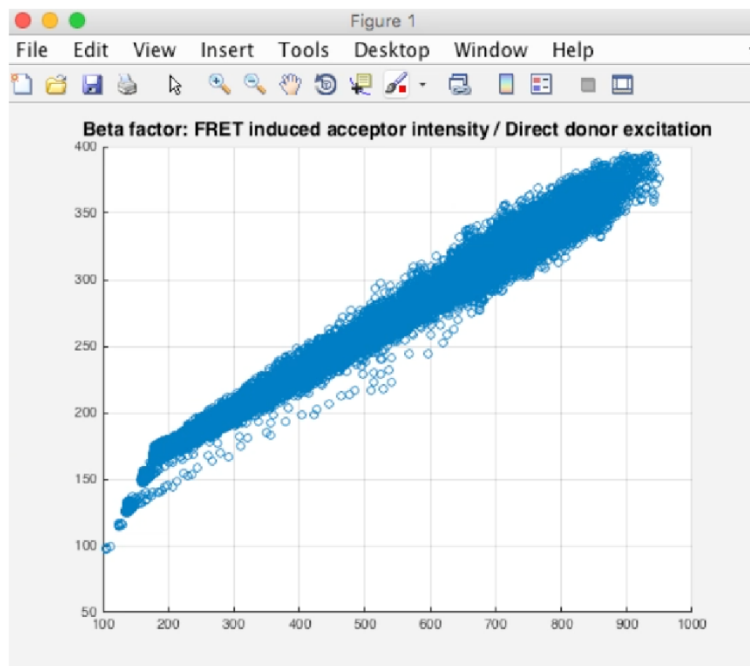 Figure 1
File Edit View Insert Tools Desktop Window Help
Beta factor: FRET induced acceptor intensity / Direct donor excitation
400
350
300
250
200
150
100
50
100 200 300 400 500 600 700 800 900 1000